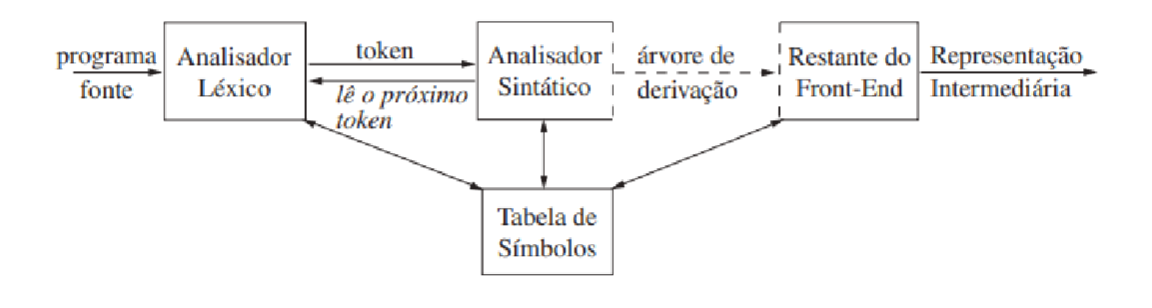 programa
fonte
Analisador
Léxico
token
lê o próximo
token
Analisador
Sintático
árvore de
derivação
Restante do
Front-End
Representação
Intermediária
Tabela de
Símbolos